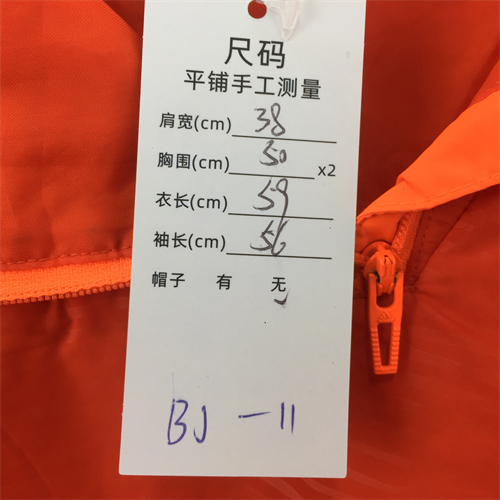 尺码
平铺手工测量
肩宽(cm) 38
胸围(cm) 50 x2
衣长(cm) 59
袖长(cm) 56
帽子 有 无
BJ -11